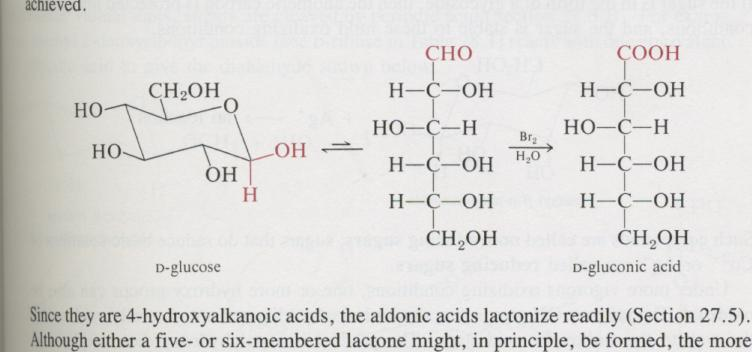 achieved.
CHO COOH
CH₂OH H—C—OH H—C—OH
HO O HO—C—H Br₂ HO—C—H
HO OH H—C—OH H₂O H—C—OH
OH H—C—OH H—C—OH
H CH₂OH CH₂OH
D-glucose D-gluconic acid
Since they are 4-hydroxyalkanoic acids, the aldonic acids lactonize readily (Section 27.5).
Although either a five- or six-membered lactone might, in principle, be formed, the more